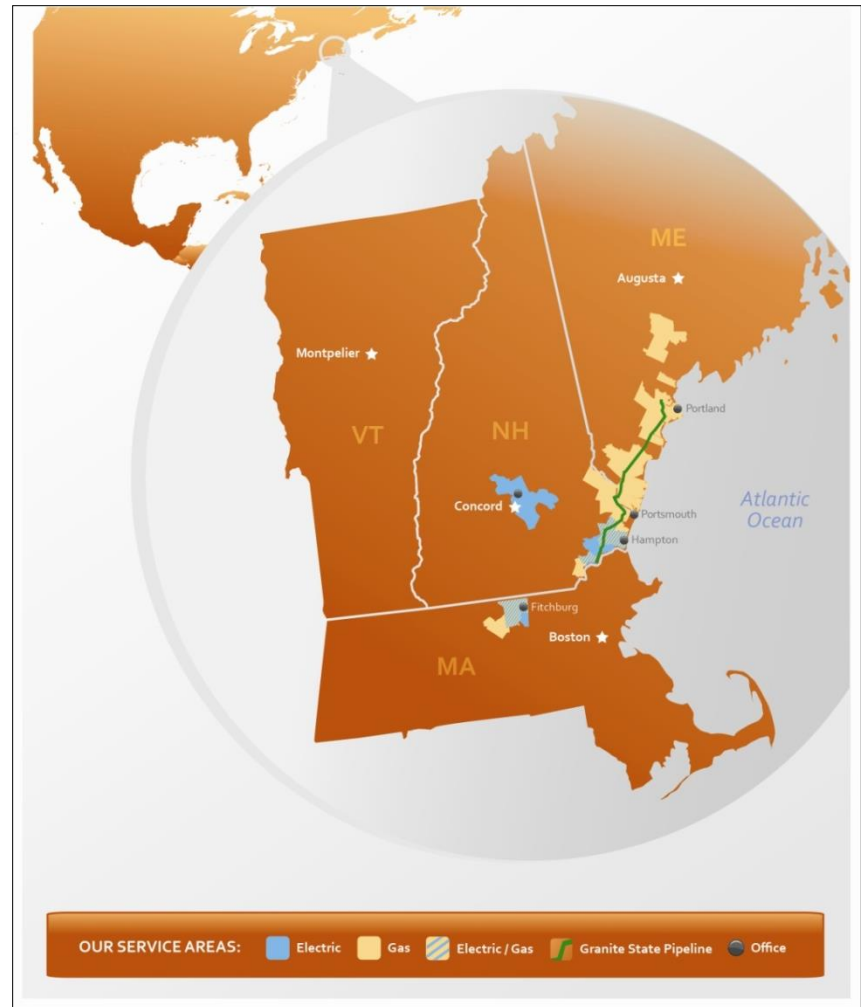 ME
Augusta
Montpelier
Portland
VT
NH
Atlantic
Ocean
Concord
Portsmouth
Hampton
Fitchburg
Boston
MA
OUR SERVICE AREAS: Electric Gas Electric / Gas Granite State Pipeline Office